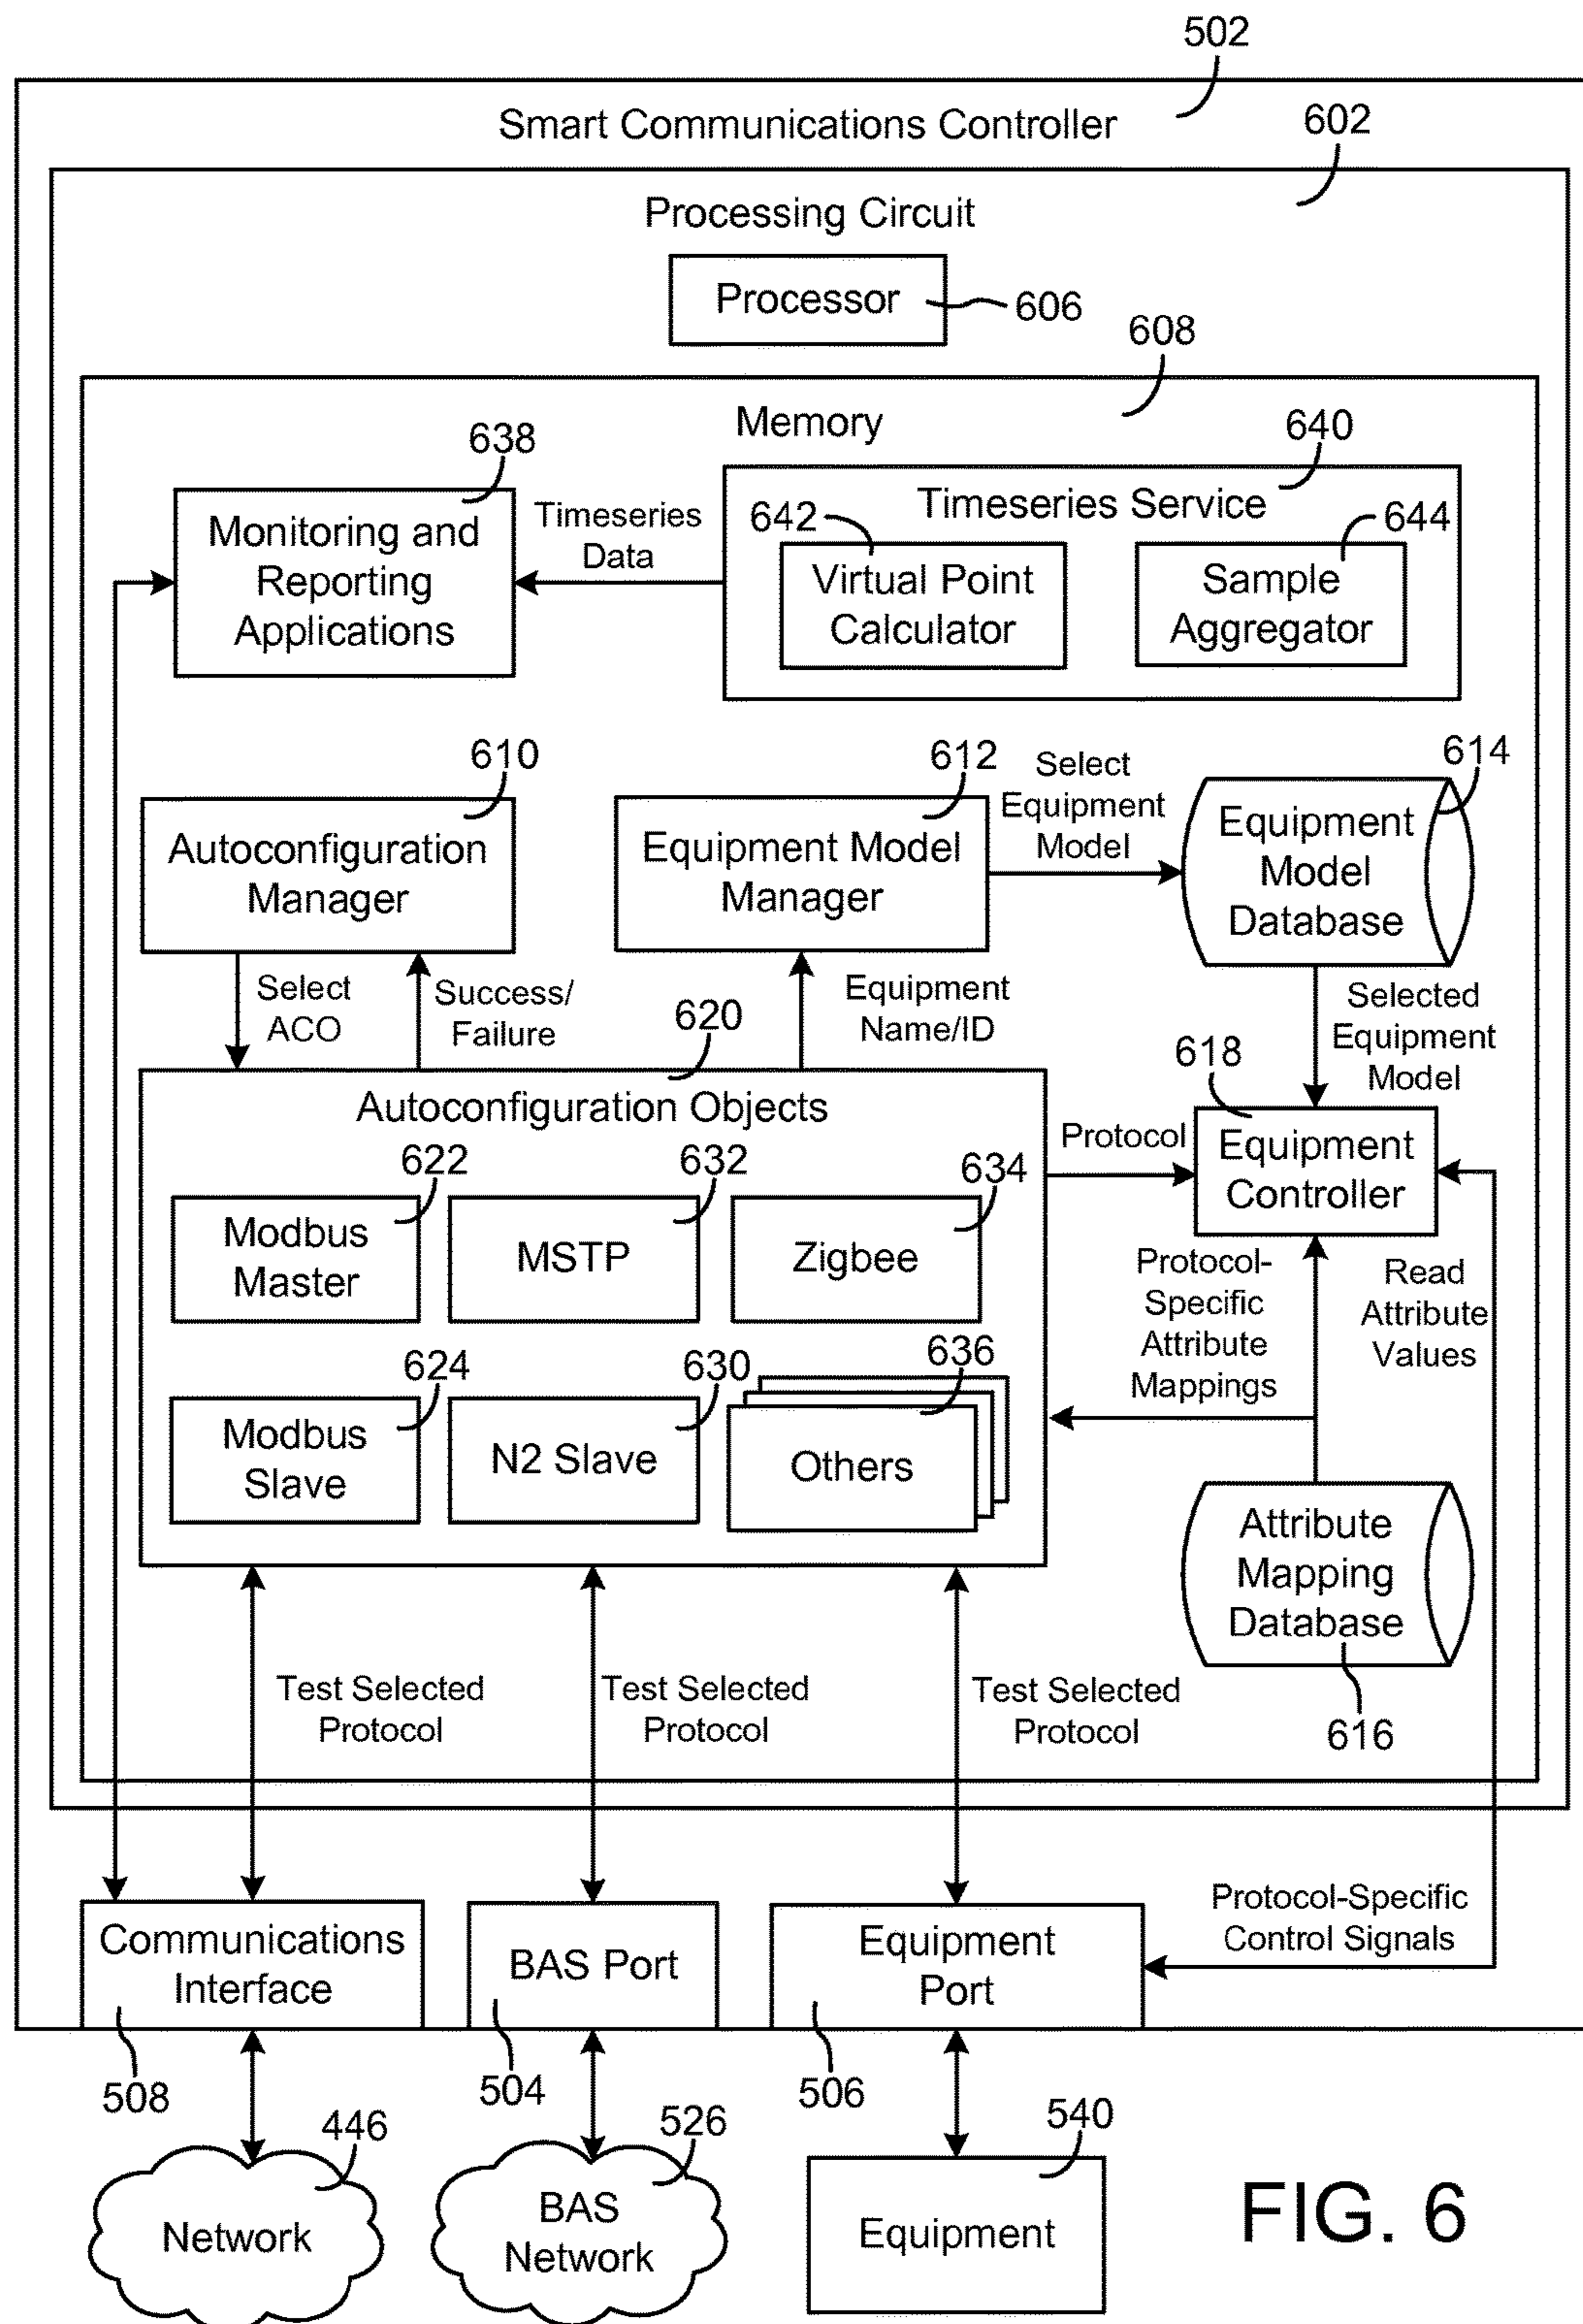 502
Smart Communications Controller
602
Processing Circuit
Processor
606
608
Memory
638
640
Monitoring and
Reporting
Applications
Timeseries
Data
Timeseries Service
642
644
Virtual Point
Calculator
Sample
Aggregator
610
612
Select
Equipment
Model
614
Autoconfiguration
Manager
Equipment Model
Manager
Equipment
Model
Database
Select
ACO
Success/
Failure
620
Equipment
Name/ID
Selected
Equipment
Model
618
Autoconfiguration Objects
Protocol
Equipment
Controller
622
632
634
Modbus
Master
MSTP
Zigbee
Protocol-
Specific
Attribute
Mappings
Read
Attribute
Values
624
630
636
Modbus
Slave
N2 Slave
Others
Attribute
Mapping
Database
616
Test Selected
Protocol
Test Selected
Protocol
Test Selected
Protocol
Protocol-Specific
Control Signals
Communications
Interface
BAS Port
Equipment
Port
508
504
506
446
526
540
Network
BAS
Network
Equipment
FIG. 6